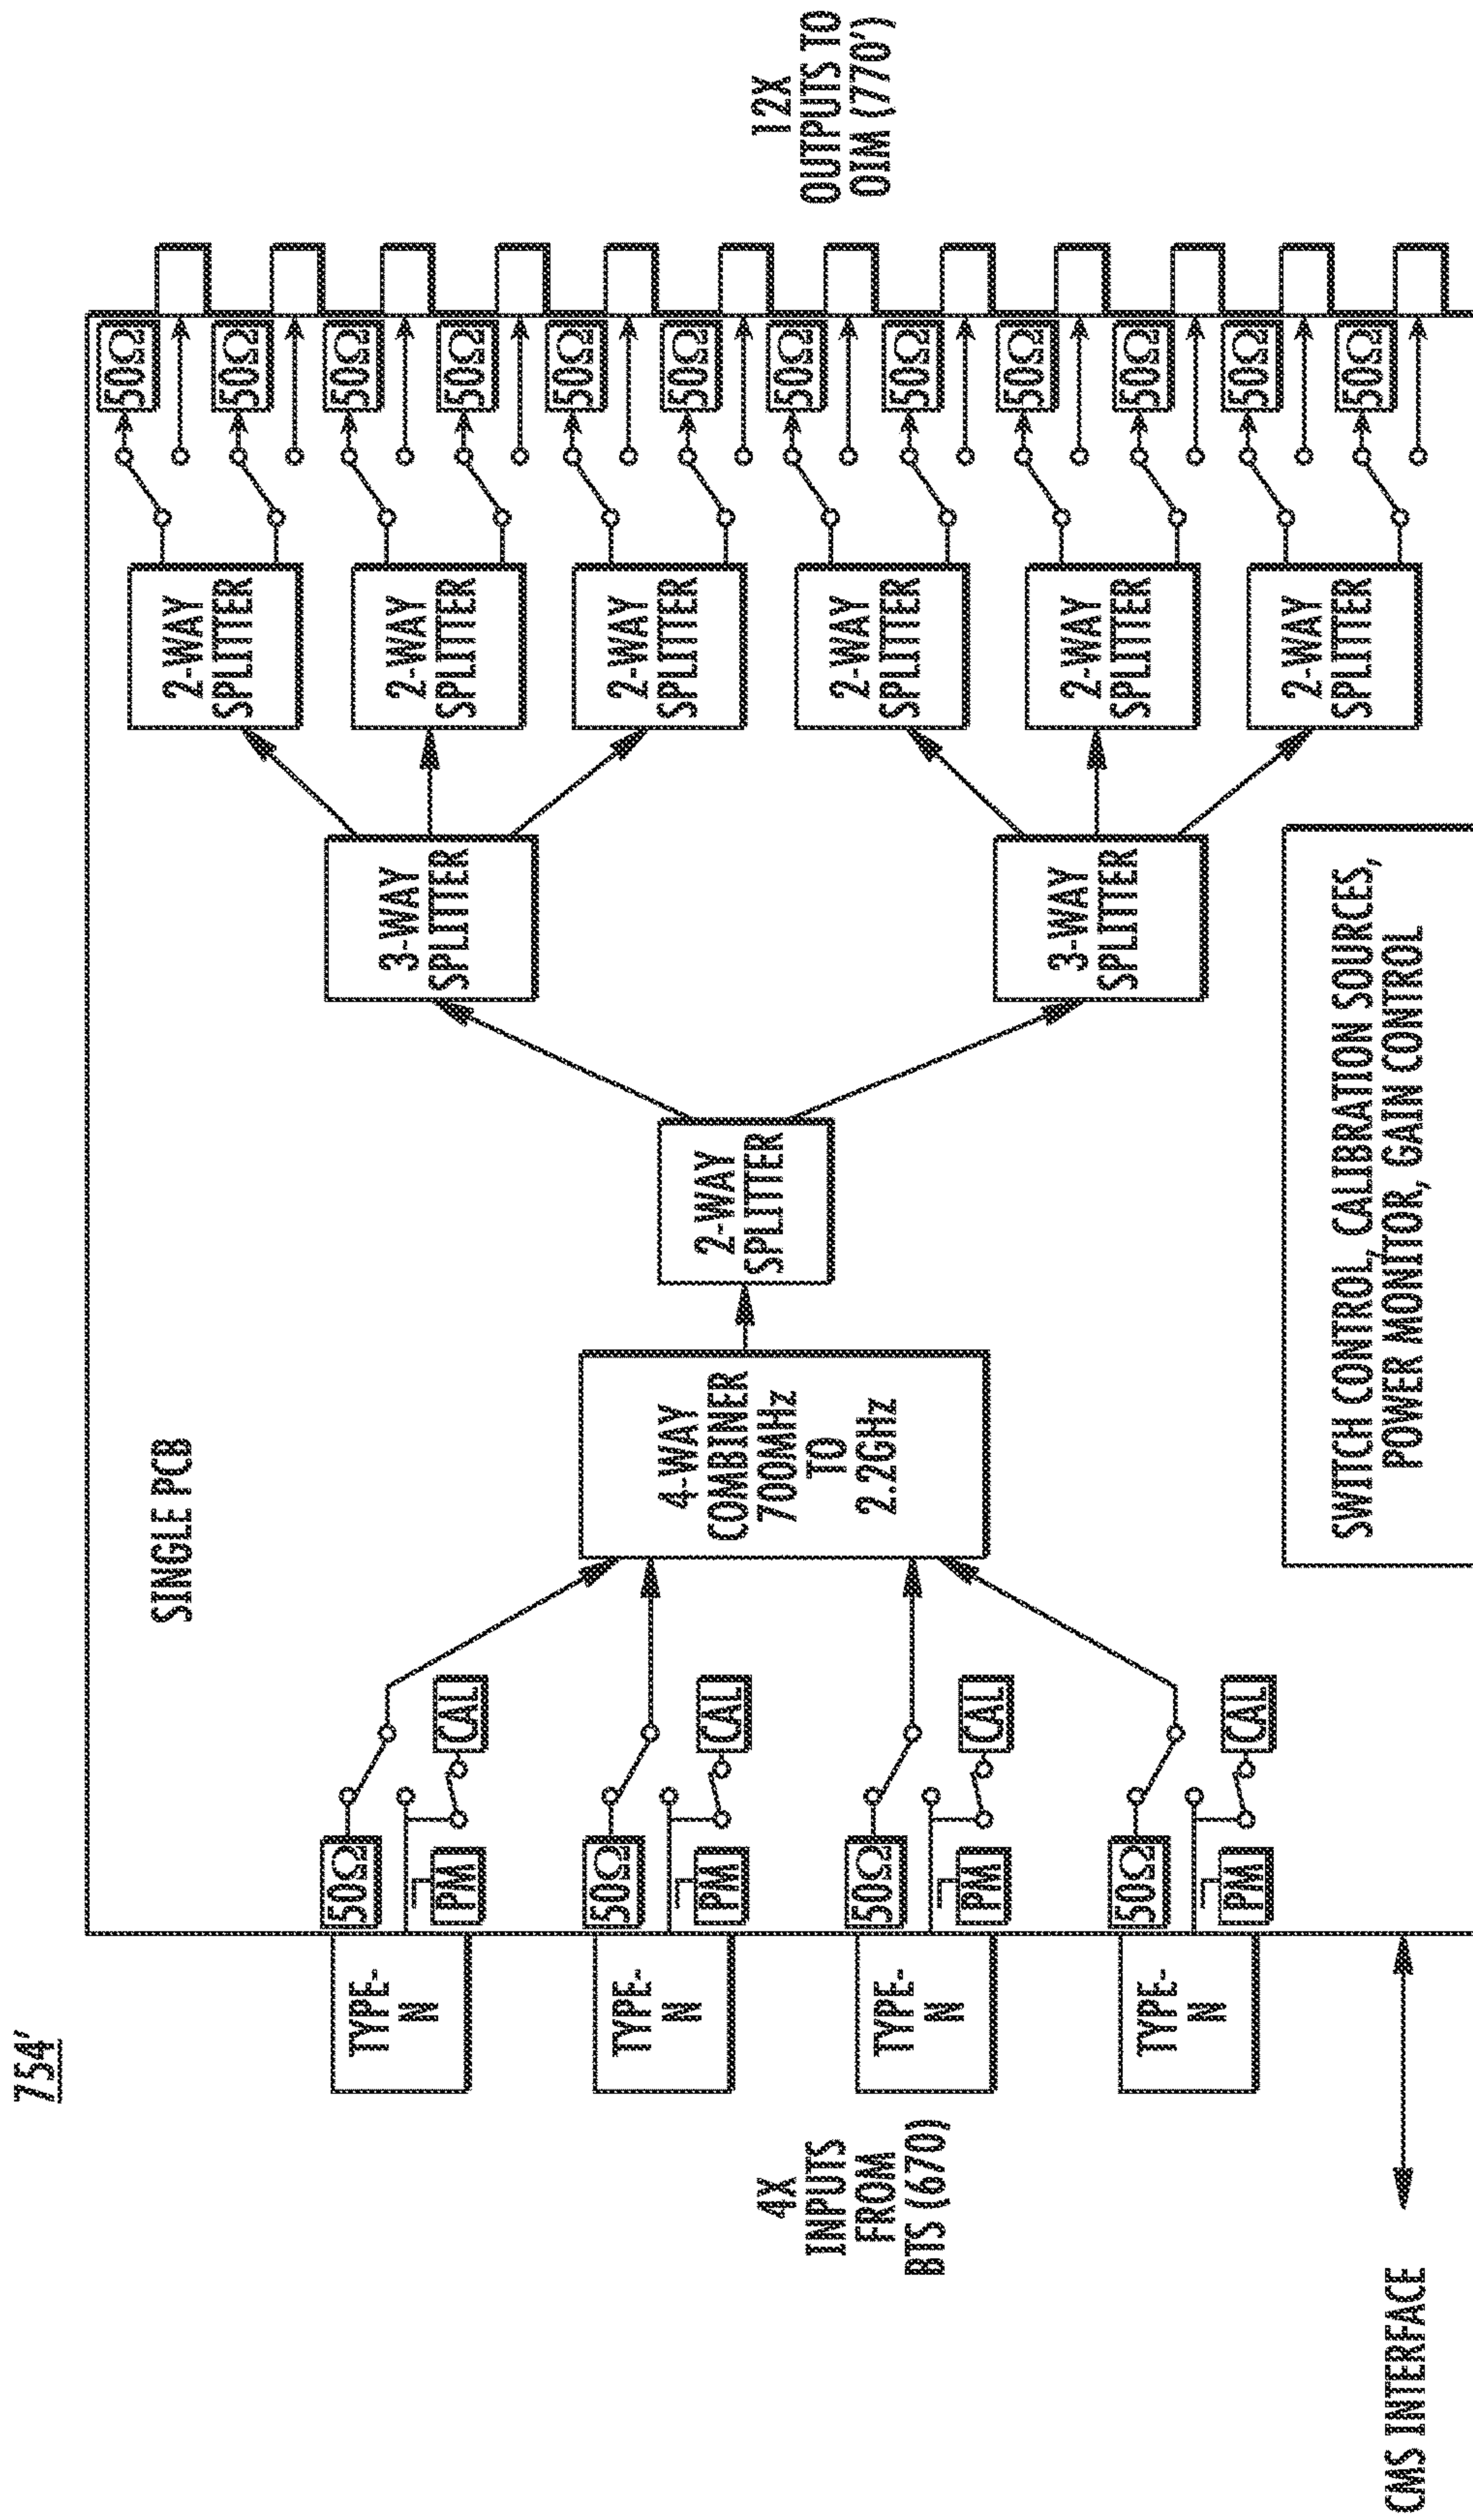 754'
SINGLE PCB
4X
INPUTS
FROM
BTS (670)
TYPE-
N
TYPE-
N
TYPE-
N
TYPE-
N
50Ω
PM
CAL
50Ω
PM
CAL
50Ω
PM
CAL
50Ω
PM
CAL
4-WAY
COMBINER
700MHz
TO
2.2GHz
2-WAY
SPLITTER
3-WAY
SPLITTER
3-WAY
SPLITTER
2-WAY
SPLITTER
2-WAY
SPLITTER
2-WAY
SPLITTER
2-WAY
SPLITTER
2-WAY
SPLITTER
2-WAY
SPLITTER
50Ω
50Ω
50Ω
50Ω
50Ω
50Ω
50Ω
50Ω
50Ω
50Ω
50Ω
50Ω
12X
OUTPUTS TO
OIM (770')
SWITCH CONTROL, CALIBRATION SOURCES,
POWER MONITOR, GAIN CONTROL
CMS INTERFACE